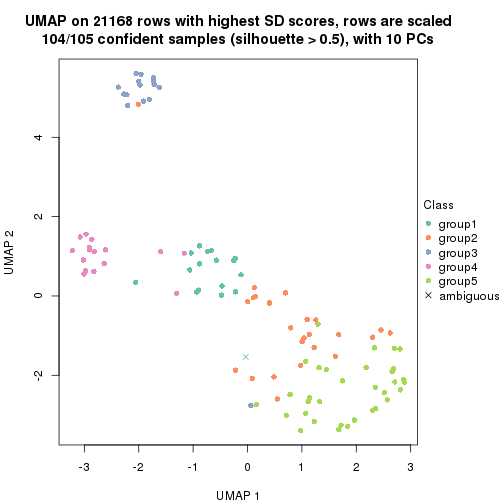 UMAP on 21168 rows with highest SD scores, rows are scaled
104/105 confident samples (silhouette > 0.5), with 10 PCs
UMAP 2
4
2
0
-2
-3
-2
-1
0
1
2
3
UMAP 1
Class
group1
group2
group3
group4
group5
ambiguous